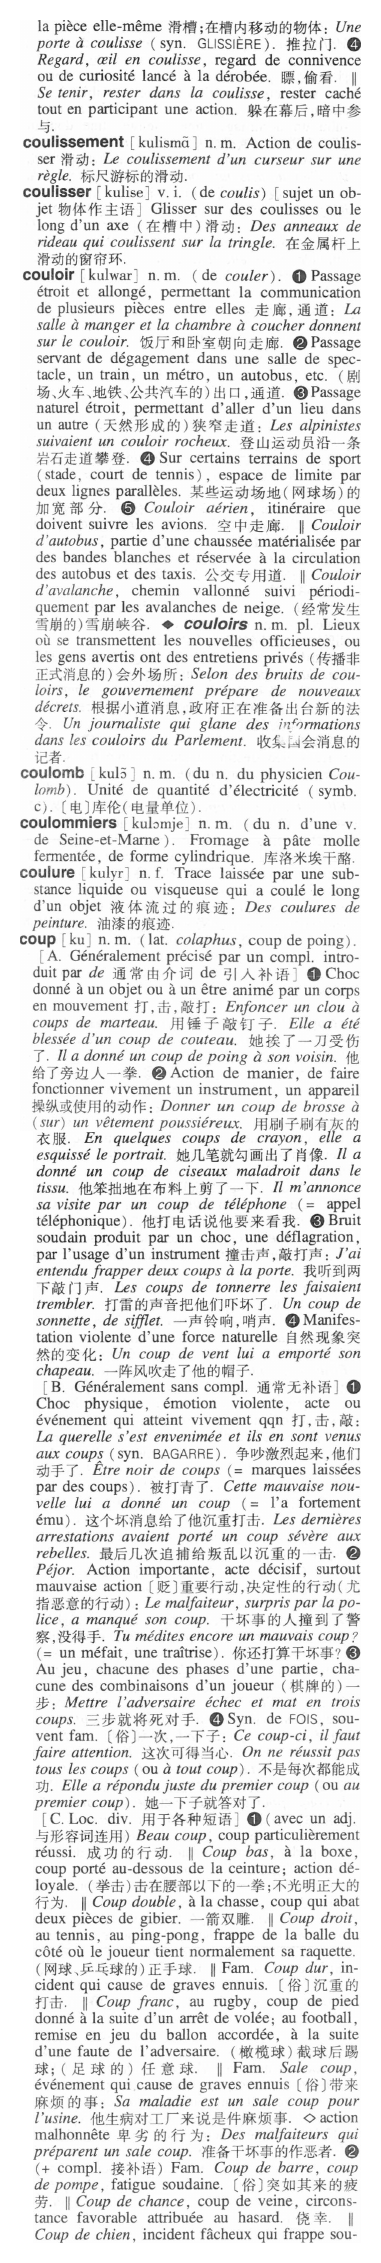 la pièce elle-même 滑槽;在槽内移动的物体: Une
porte à coulisse (syn. GLISSIÈRE). 推拉门. ❹
Regard, œil en coulisse, regard de connivence
ou de curiosité lancé à la dérobée. 瞟,偷看. ‖
Se tenir, rester dans la coulisse, rester caché
tout en participant une action. 躲在幕后,暗中参
与.
coulissement [kulismɑ̃] n. m. Action de coulis-
ser 滑动: Le coulissement d'un curseur sur une
règle. 标尺游标的滑动.
coulisser [kulise] v. i. (de coulis) [sujet un ob-
jet 物体作主语] Glisser sur des coulisses ou le
long d'un axe (在槽中)滑动: Des anneaux de
rideau qui coulissent sur la tringle. 在金属杆上
滑动的窗帘环.
couloir [kulwar] n. m. (de couler). ❶ Passage
étroit et allongé, permettant la communication
de plusieurs pièces entre elles 走廊,通道: La
salle à manger et la chambre à coucher donnent
sur le couloir. 饭厅和卧室朝向走廊. ❷ Passage
servant de dégagement dans une salle de spec-
tacle, un train, un métro, un autobus, etc. (剧
场、火车、地铁、公共汽车的)出口,通道. ❸ Passage
naturel étroit, permettant d'aller d'un lieu dans
un autre (天然形成的)狭窄走道: Les alpinistes
suivaient un couloir rocheux. 登山运动员沿一条
岩石走道攀登. ❹ Sur certains terrains de sport
(stade, court de tennis), espace de limite par
deux lignes parallèles. 某些运动场地(网球场)的
加宽部分. ❺ Couloir aérien, itinéraire que
doivent suivre les avions. 空中走廊. ‖ Couloir
d'autobus, partie d'une chaussée matérialisée par
des bandes blanches et réservée à la circulation
des autobus et des taxis. 公交专用道. ‖ Couloir
d'avalanche, chemin vallonné suivi périodi-
quement par les avalanches de neige. (经常发生
雪崩的)雪崩峡谷. ◆ couloirs n. m. pl. Lieux
où se transmettent les nouvelles officieuses, ou
les gens avertis ont des entretiens privés (传播非
正式消息的)会外场所: Selon des bruits de cou-
loirs, le gouvernement prépare de nouveaux
décrets. 根据小道消息,政府正在准备出台新的法
令. Un journaliste qui glane des informations
dans les couloirs du Parlement. 收集国会消息的
记者.
coulomb [kulɔ̃] n. m. (du n. du physicien Cou-
lomb). Unité de quantité d'électricité (symb.
c). 〔电〕库伦(电量单位).
coulommiers [kulɔmje] n. m. (du n. d'une v.
de Seine-et-Marne). Fromage à pâte molle
fermentée, de forme cylindrique. 库洛米埃干酪.
coulure [kulyr] n. f. Trace laissée par une sub-
stance liquide ou visqueuse qui a coulé le long
d'un objet 液体流过的痕迹: Des coulures de
peinture. 油漆的痕迹.
coup [ku] n. m. (lat. colaphus, coup de poing).
[A. Généralement précisé par un compl. intro-
duit par de 通常由介词 de 引入补语] ❶ Choc
donné à un objet ou à un être animé par un corps
en mouvement 打,击,敲打: Enfoncer un clou à
coups de marteau. 用锤子敲钉子. Elle a été
blessée d'un coup de couteau. 她挨了一刀受伤
了. Il a donné un coup de poing à son voisin. 他
给了旁边人一拳. ❷ Action de manier, de faire
fonctionner vivement un instrument, un appareil
操纵或使用的动作: Donner un coup de brosse à
(sur) un vêtement poussiéreux. 用刷子刷有灰的
衣服. En quelques coups de crayon, elle a
esquissé le portrait. 她几笔就勾画出了肖像. Il a
donné un coup de ciseaux maladroit dans le
tissu. 他笨拙地在布料上剪了一下. Il m'annonce
sa visite par un coup de téléphone (= appel
téléphonique). 他打电话说他要来看我. ❸ Bruit
soudain produit par un choc, une déflagration,
par l'usage d'un instrument 撞击声,敲打声: J'ai
entendu frapper deux coups à la porte. 我听到两
下敲门声. Les coups de tonnerre les faisaient
trembler. 打雷的声音把他们吓坏了. Un coup de
sonnette, de sifflet. 一声铃响,哨声. ❹ Manifes-
tation violente d'une force naturelle 自然现象突
然的变化: Un coup de vent lui a emporté son
chapeau. 一阵风吹走了他的帽子.
[B. Généralement sans compl. 通常无补语] ❶
Choc physique, émotion violente, acte ou
événement qui atteint vivement qqn 打,击,敲:
La querelle s'est envenimée et ils en sont venus
aux coups (syn. BAGARRE). 争吵激烈起来,他们
动手了. Être noir de coups (= marques laissées
par des coups). 被打青了. Cette mauvaise nou-
velle lui a donné un coup (= l'a fortement
ému). 这个坏消息给了他沉重打击. Les dernières
arrestations avaient porté un coup sévère aux
rebelles. 最后几次追捕给叛乱以沉重的一击. ❷
Péjor. Action importante, acte décisif, surtout
mauvaise action〔贬〕重要行动,决定性的行动(尤
指恶意的行动): Le malfaiteur, surpris par la po-
lice, a manqué son coup. 干坏事的人撞到了警
察,没得手. Tu médites encore un mauvais coup?
(= un méfait, une traîtrise). 你还打算干坏事? ❸
Au jeu, chacune des phases d'une partie, cha-
cune des combinaisons d'un joueur (棋牌的)一
步: Mettre l'adversaire échec et mat en trois
coups. 三步就将死对手. ❹ Syn. de FOIS, sou-
vent fam. 〔俗〕一次,一下子: Ce coup-ci, il faut
faire attention. 这次可得当心. On ne réussit pas
tous les coups (ou à tout coup). 不是每次都能成
功. Elle a répondu juste du premier coup (ou au
premier coup). 她一下子就答对了.
[C. Loc. div. 用于各种短语] ❶ (avec un adj.
与形容词连用) Beau coup, coup particulièrement
réussi. 成功的行动. ‖ Coup bas, à la boxe,
coup porté au-dessous de la ceinture; action dé-
loyale. (拳击)击在腰部以下的一拳;不光明正大的
行为. ‖ Coup double, à la chasse, coup qui abat
deux pièces de gibier. 一箭双雕. ‖ Coup droit,
au tennis, au ping-pong, frappe de la balle du
côté où le joueur tient normalement sa raquette.
(网球、乒乓球的)正手球. ‖ Fam. Coup dur, in-
cident qui cause de graves ennuis. 〔俗〕沉重的
打击. ‖ Coup franc, au rugby, coup de pied
donné à la suite d'un arrêt de volée; au football,
remise en jeu du ballon accordée, à la suite
d'une faute de l'adversaire. (橄榄球)截球后踢
球;(足球的)任意球. ‖ Fam. Sale coup,
événement qui cause de graves ennuis〔俗〕带来
麻烦的事: Sa maladie est un sale coup pour
l'usine. 他生病对工厂来说是件麻烦事. ◇ action
malhonnête 卑劣的行为: Des malfaiteurs qui
préparent un sale coup. 准备干坏事的作恶者. ❷
(+ compl. 接补语) Fam. Coup de barre, coup
de pompe, fatigue soudaine. 〔俗〕突如其来的疲
劳. ‖ Coup de chance, coup de veine, circons-
tance favorable attribuée au hasard. 侥幸. ‖
Coup de chien, incident fâcheux qui frappe sou-